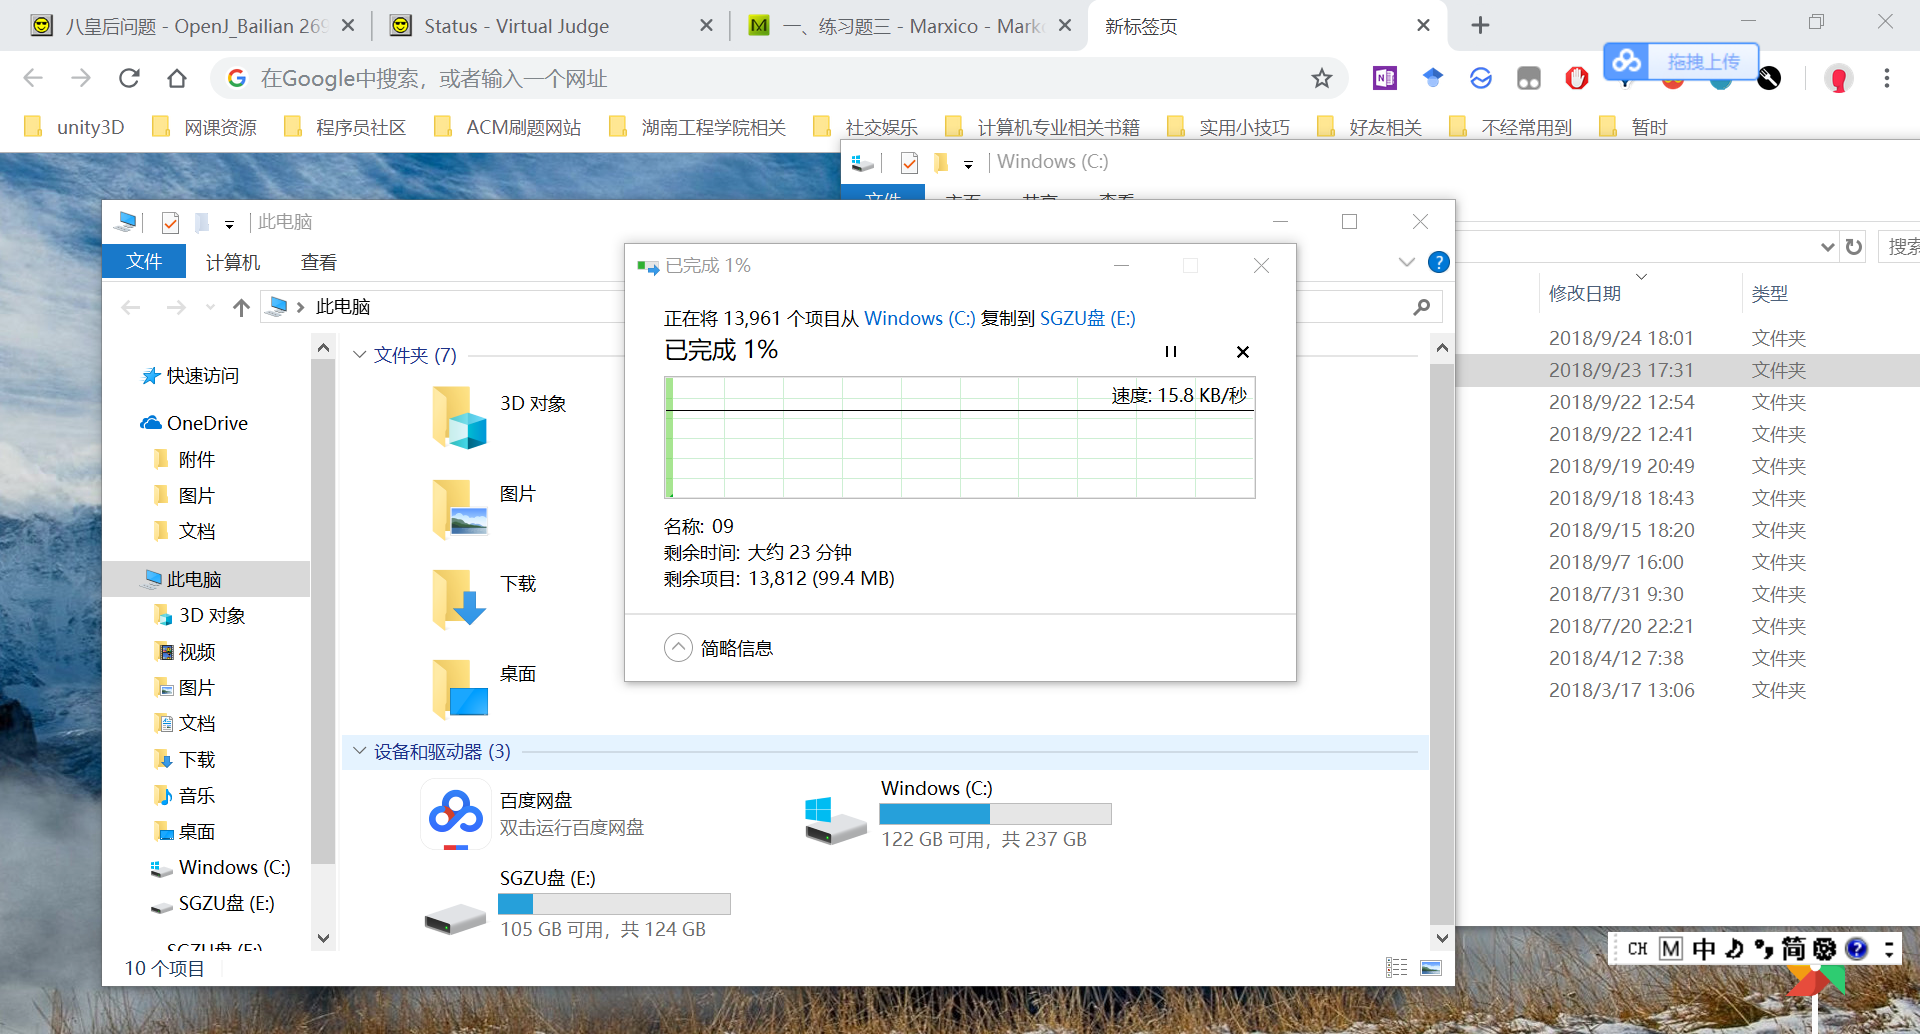 八皇后问题 - OpenJ_Bailian 269
Status - Virtual Judge
一、练习题三 - Marxico - Mark
新标签页
在Google中搜索，或者输入一个网址
拖拽上传
unity3D
网课资源
程序员社区
ACM刷题网站
湖南工程学院相关
社交娱乐
计算机专业相关书籍
实用小技巧
好友相关
不经常用到
暂时
Windows (C:)
文件 主页 共享 查看
此电脑
文件 计算机 查看
此电脑
搜索
修改日期 类型
2018/9/24 18:01 文件夹
2018/9/23 17:31 文件夹
2018/9/22 12:54 文件夹
2018/9/22 12:41 文件夹
2018/9/19 20:49 文件夹
2018/9/18 18:43 文件夹
2018/9/15 18:20 文件夹
2018/9/7 16:00 文件夹
2018/7/31 9:30 文件夹
2018/7/20 22:21 文件夹
2018/4/12 7:38 文件夹
2018/3/17 13:06 文件夹
快速访问
OneDrive
附件
图片
文档
此电脑
3D 对象
视频
图片
文档
下载
音乐
桌面
Windows (C:)
SGZU盘 (E:)
SGZU盘 (E:)
文件夹 (7)
3D 对象
图片
下载
桌面
设备和驱动器 (3)
百度网盘
双击运行百度网盘
Windows (C:)
122 GB 可用，共 237 GB
SGZU盘 (E:)
105 GB 可用，共 124 GB
10 个项目
已完成 1%
正在将 13,961 个项目从 Windows (C:) 复制到 SGZU盘 (E:)
已完成 1%
速度: 15.8 KB/秒
名称: 09
剩余时间: 大约 23 分钟
剩余项目: 13,812 (99.4 MB)
简略信息
CH M 中 简